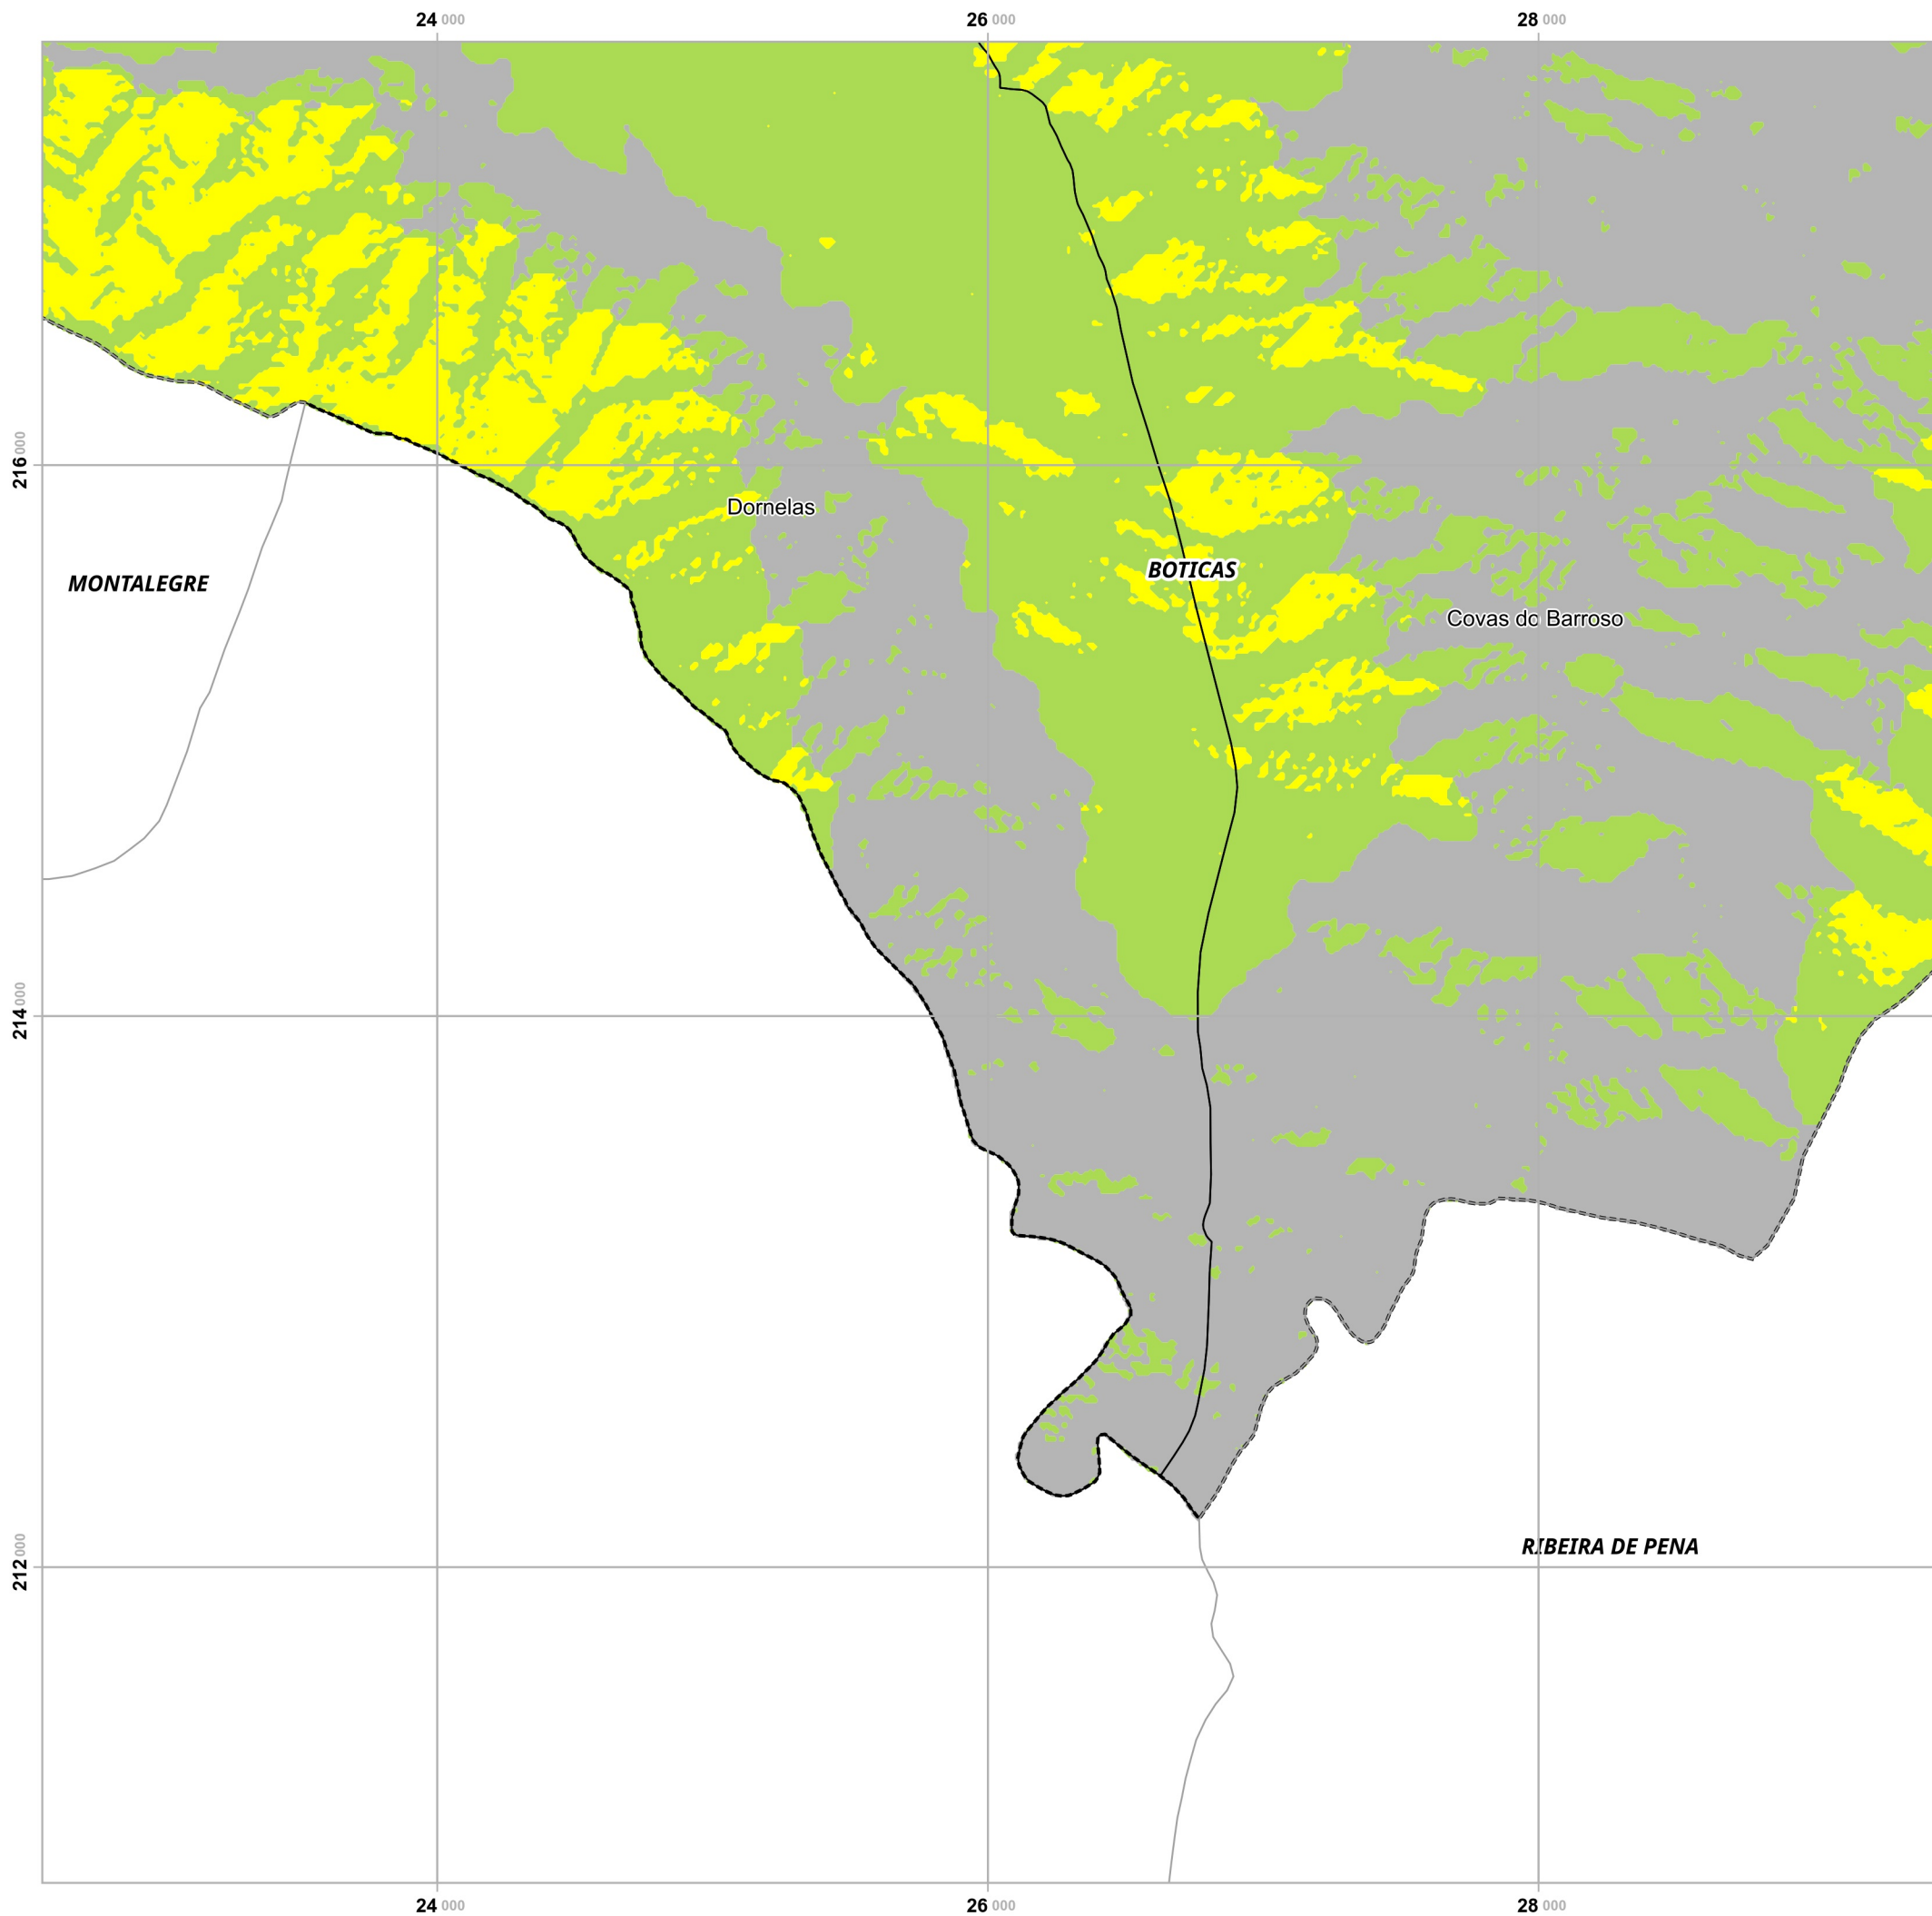 24 000
26 000
28 000
216 000
Dornelas
BOTICAS
MONTALEGRE
Covas do Barroso
214 000
RIBEIRA DE PENA
212 000
24 000
26 000
28 000